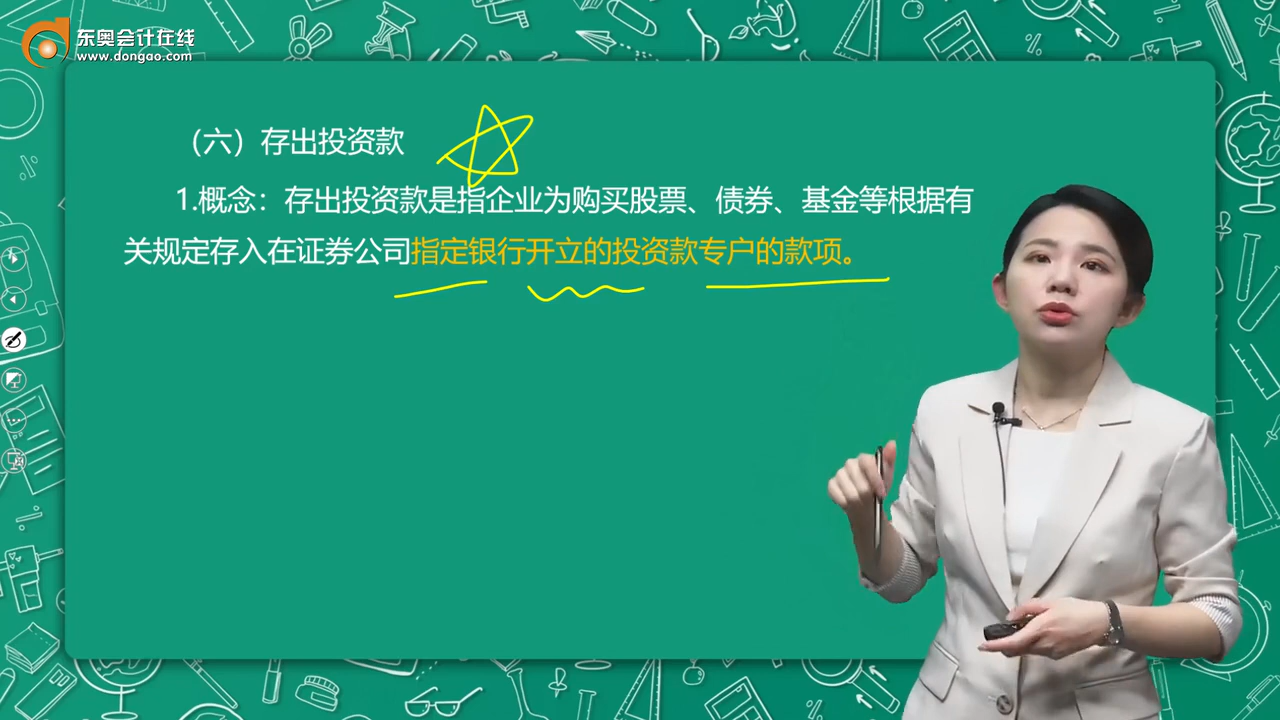 东奥会计在线
www.dongao.com
（六）存出投资款
1.概念：存出投资款是指企业为购买股票、债券、基金等根据有
关规定存入在证券公司指定银行开立的投资款专户的款项。